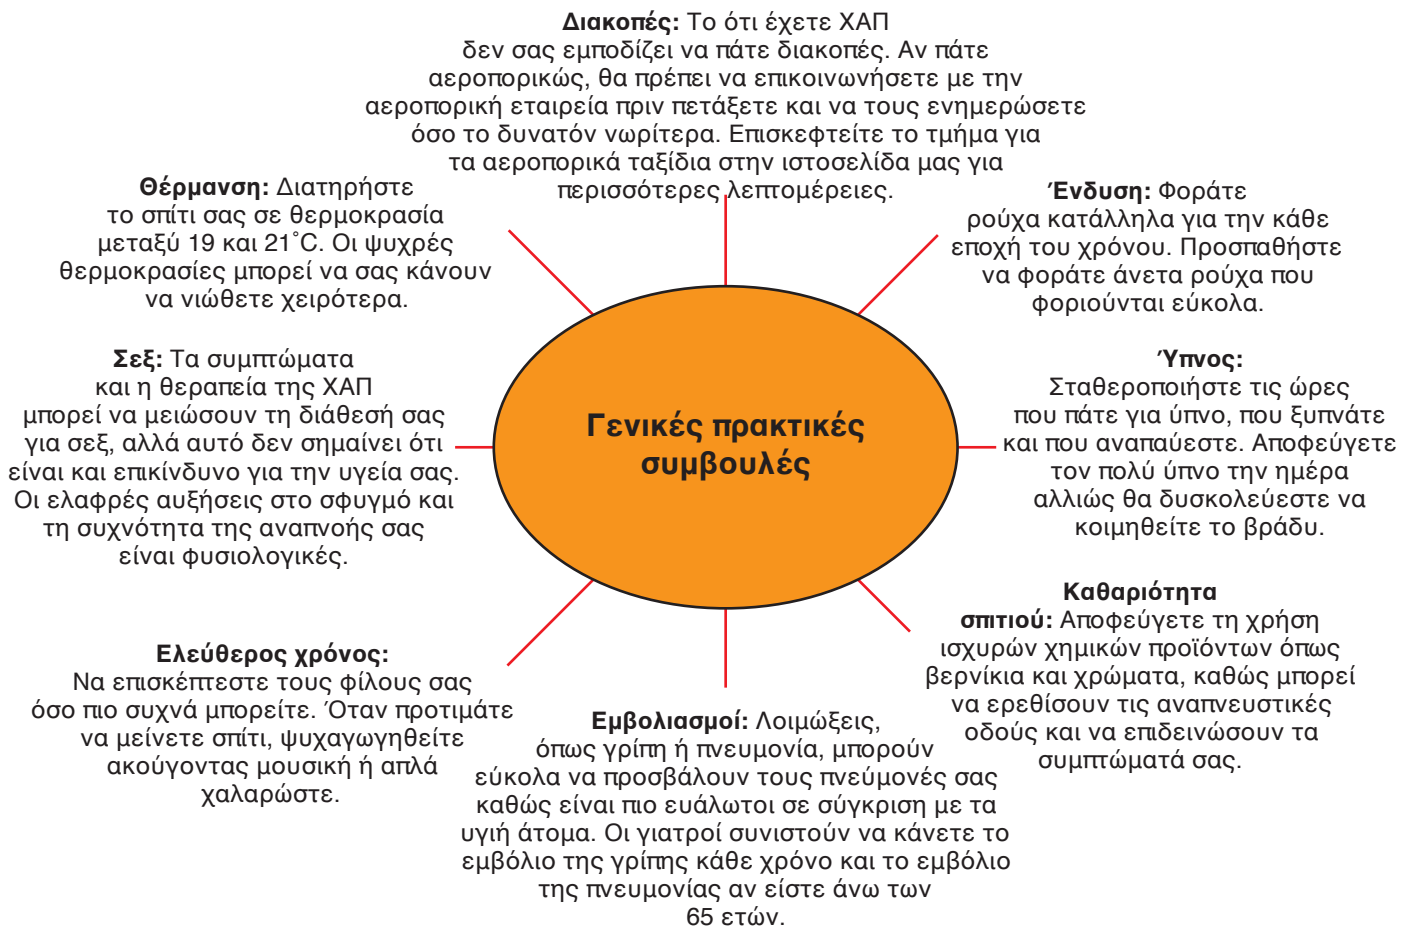 Διακοπές: Το ότι έχετε ΧΑΠ
δεν σας εμποδίζει να πάτε διακοπές. Αν πάτε
αεροπορικώς, θα πρέπει να επικοινωνήσετε με την
αεροπορική εταιρεία πριν πετάξετε και να τους ενημερώσετε
όσο το δυνατόν νωρίτερα. Επισκεφτείτε το τμήμα για
τα αεροπορικά ταξίδια στην ιστοσελίδα μας για
περισσότερες λεπτομέρειες.
Θέρμανση: Διατηρήστε
το σπίτι σας σε θερμοκρασία
μεταξύ 19 και 21˚C. Οι ψυχρές
θερμοκρασίες μπορεί να σας κάνουν
να νιώθετε χειρότερα.
Ένδυση: Φοράτε
ρούχα κατάλληλα για την κάθε
εποχή του χρόνου. Προσπαθήστε
να φοράτε άνετα ρούχα που
φοριούνται εύκολα.
Σεξ: Τα συμπτώματα
και η θεραπεία της ΧΑΠ
μπορεί να μειώσουν τη διάθεσή σας
για σεξ, αλλά αυτό δεν σημαίνει ότι
είναι και επικίνδυνο για την υγεία σας.
Οι ελαφρές αυξήσεις στο σφυγμό και
τη συχνότητα της αναπνοής σας
είναι φυσιολογικές.
Γενικές πρακτικές
συμβουλές
Ύπνος:
Σταθεροποιήστε τις ώρες
που πάτε για ύπνο, που ξυπνάτε
και που αναπαύεστε. Αποφεύγετε
τον πολύ ύπνο την ημέρα
αλλιώς θα δυσκολεύεστε να
κοιμηθείτε το βράδυ.
Καθαριότητα
σπιτιού: Αποφεύγετε τη χρήση
ισχυρών χημικών προϊόντων όπως
βερνίκια και χρώματα, καθώς μπορεί
να ερεθίσουν τις αναπνευστικές
οδούς και να επιδεινώσουν τα
συμπτώματά σας.
Ελεύθερος χρόνος:
Να επισκέπτεστε τους φίλους σας
όσο πιο συχνά μπορείτε. Όταν προτιμάτε
να μείνετε σπίτι, ψυχαγωγηθείτε
ακούγοντας μουσική ή απλά
χαλαρώστε.
Εμβολιασμοί: Λοιμώξεις,
όπως γρίπη ή πνευμονία, μπορούν
εύκολα να προσβάλουν τους πνεύμονές σας
καθώς είναι πιο ευάλωτοι σε σύγκριση με τα
υγιή άτομα. Οι γιατροί συνιστούν να κάνετε το
εμβόλιο της γρίπης κάθε χρόνο και το εμβόλιο
της πνευμονίας αν είστε άνω των
65 ετών.